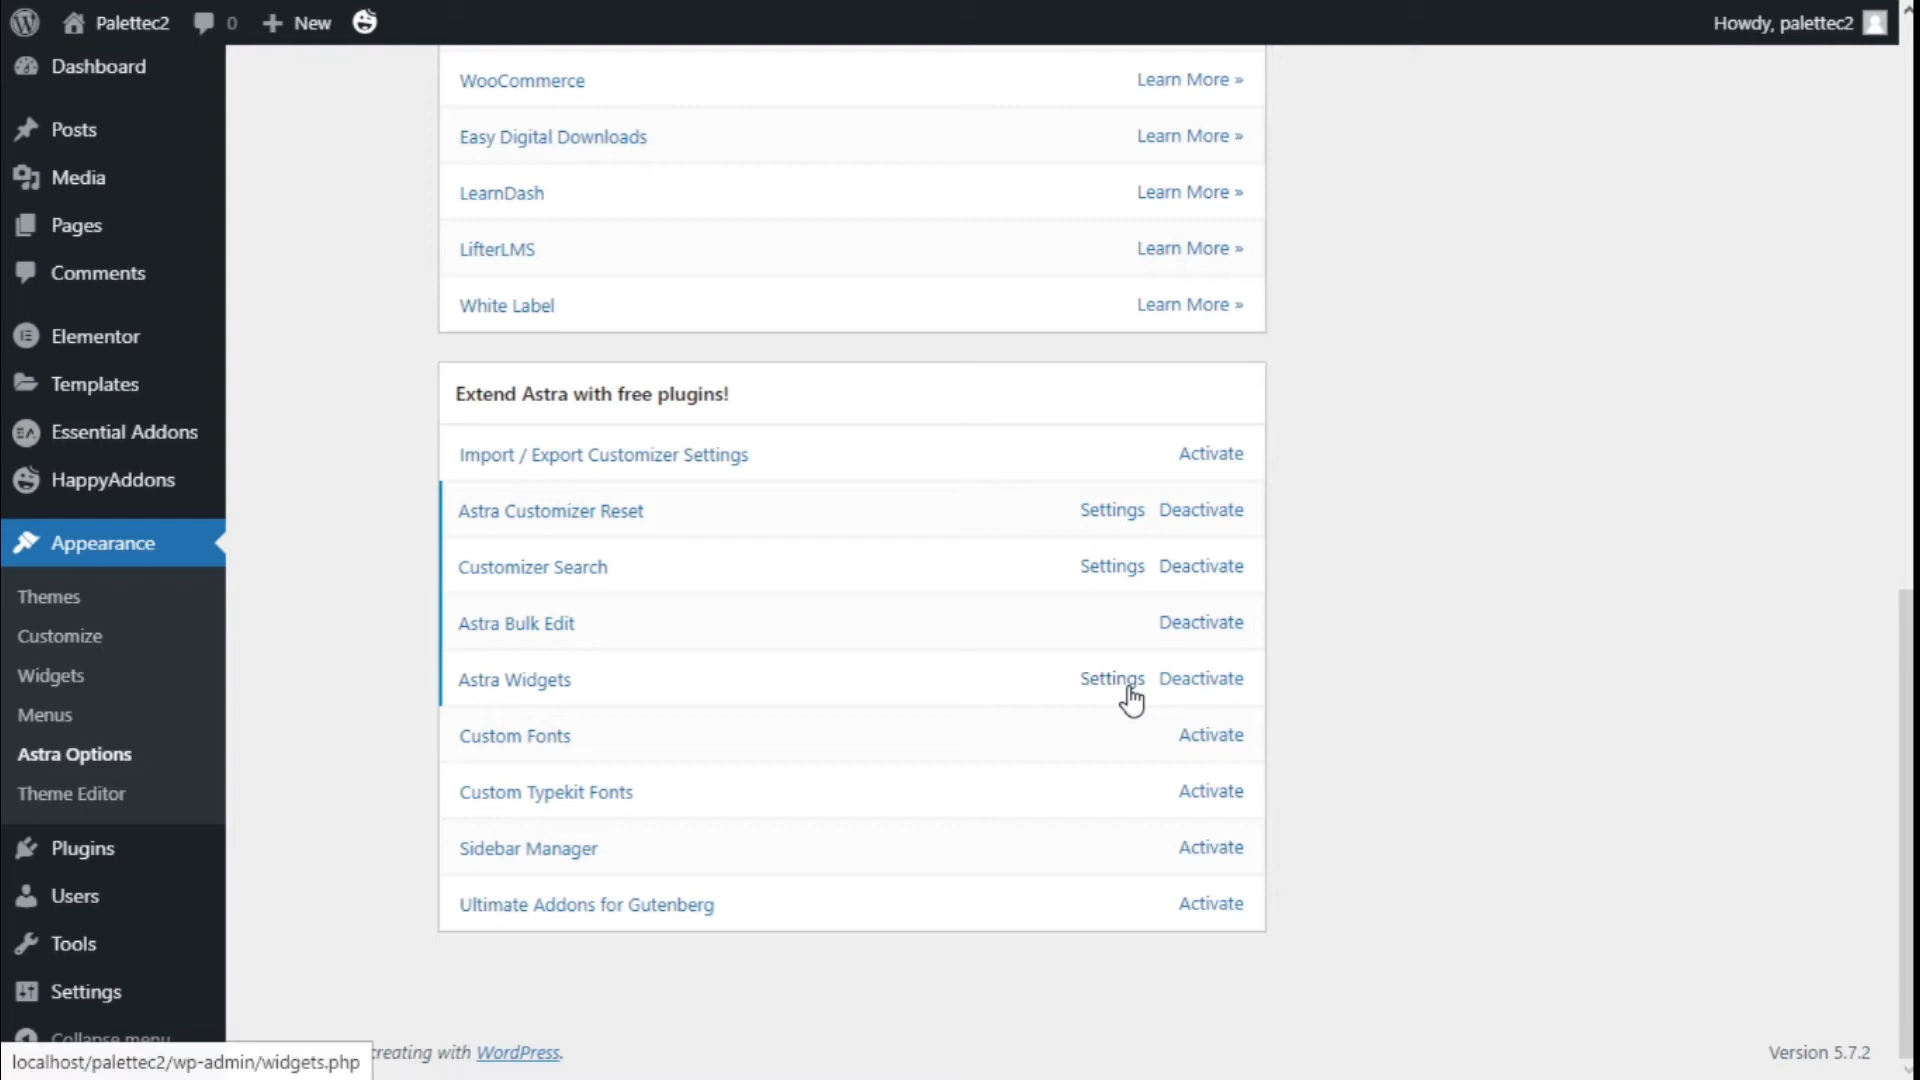 Palettec2
0
New
Howdy, palettec2
Dashboard
Posts
Media
Pages
Comments
Elementor
Templates
Essential Addons
HappyAddons
Appearance
Themes
Customize
Widgets
Menus
Astra Options
Theme Editor
Plugins
Users
Tools
Settings
Collapse menu
WooCommerce Learn More »
Easy Digital Downloads Learn More »
LearnDash Learn More »
LifterLMS Learn More »
White Label Learn More »
Extend Astra with free plugins!
Import / Export Customizer Settings Activate
Astra Customizer Reset Settings Deactivate
Customizer Search Settings Deactivate
Astra Bulk Edit Deactivate
Astra Widgets Settings Deactivate
Custom Fonts Activate
Custom Typekit Fonts Activate
Sidebar Manager Activate
Ultimate Addons for Gutenberg Activate
creating with WordPress.
Version 5.7.2
localhost/palettec2/wp-admin/widgets.php